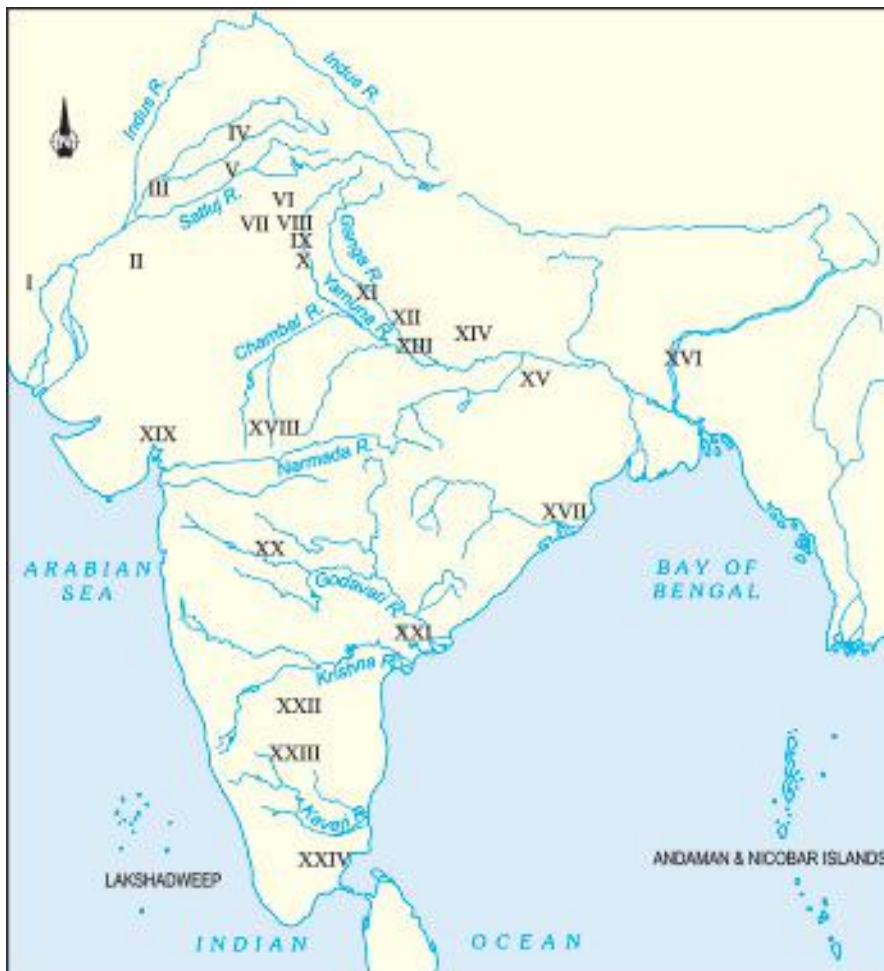 Indus R.
Indus R.
N
IV
III
V
Satluj R.
VI
VII
VIII
IX
X
II
I
Ganga R.
XI
Yamuna R.
XII
XIII
XIV
Chambal R.
XV
XVI
XVIII
XIX
Narmada R.
XVII
XX
ARABIAN
SEA
BAY OF
BENGAL
Godavari R.
XXI
Krishna R.
XXII
XXIII
Kaveri R.
XXIV
LAKSHADWEEP
ANDAMAN & NICOBAR ISLANDS
INDIAN OCEAN